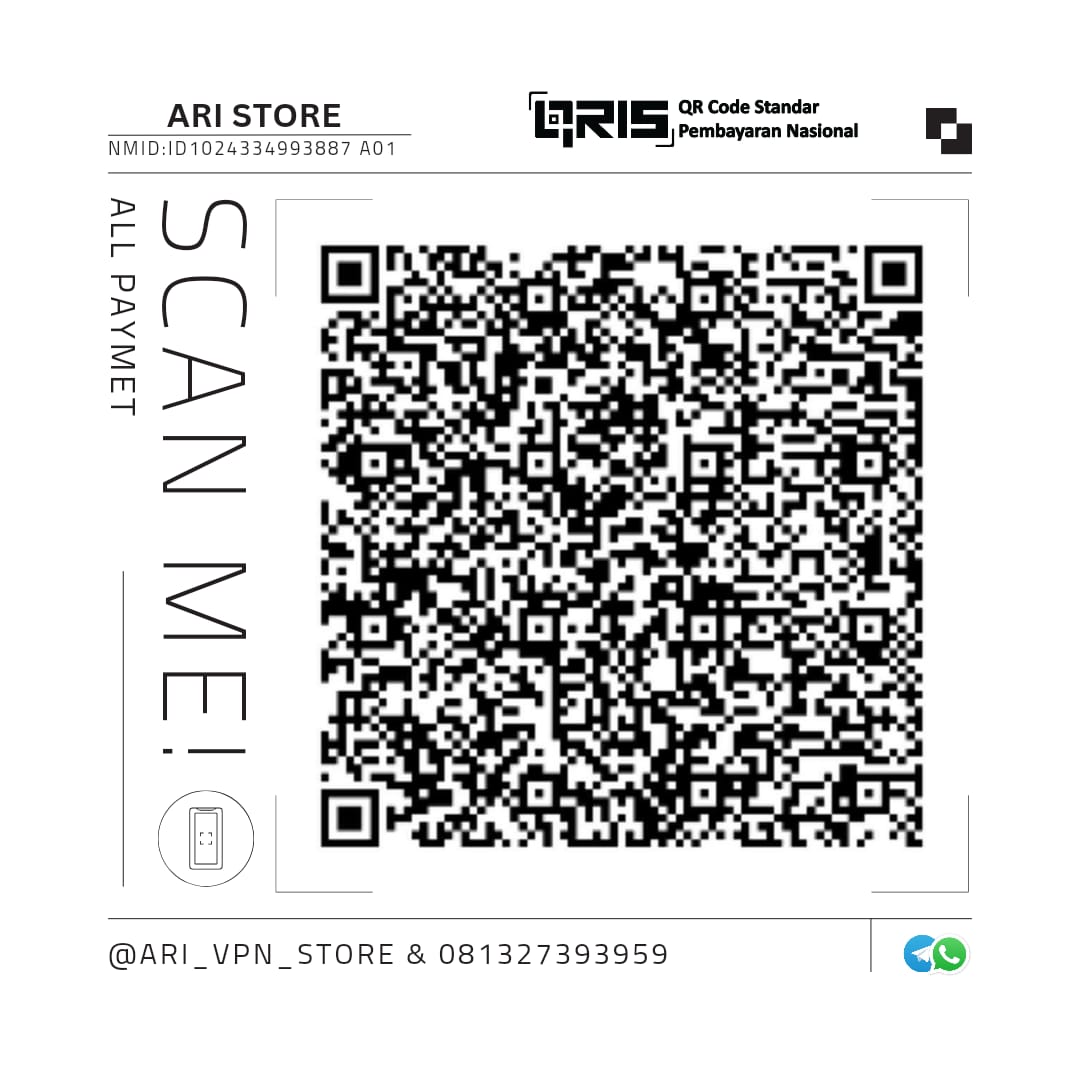 ARI STORE
NMID:ID1024334993887 A01
QRIS
QR Code Standar
Pembayaran Nasional
SCAN ME!
ALL PAYMET
@ARI_VPN_STORE & 081327393959